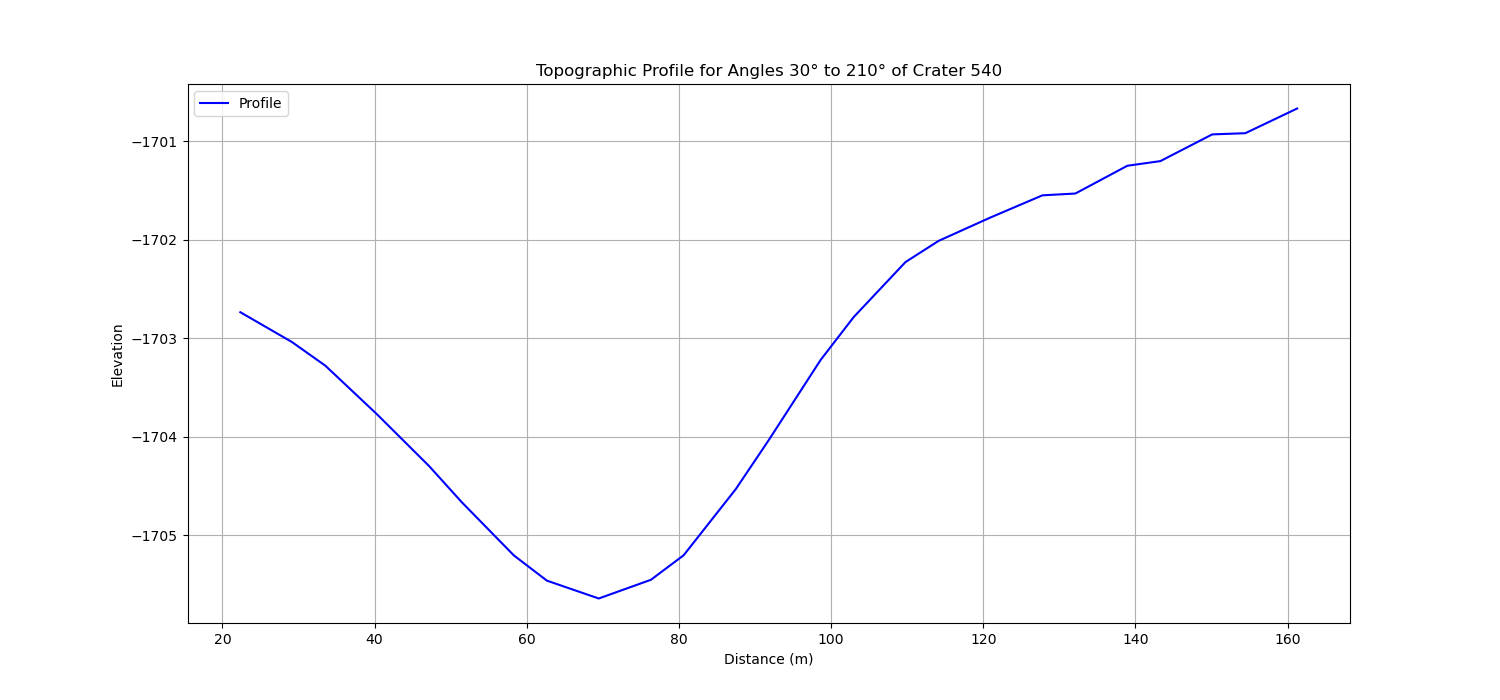 Topographic Profile for Angles 30° to 210° of Crater 540
Profile
Elevation
−1701
−1702
−1703
−1704
−1705
20 40 60 80 100 120 140 160
Distance (m)